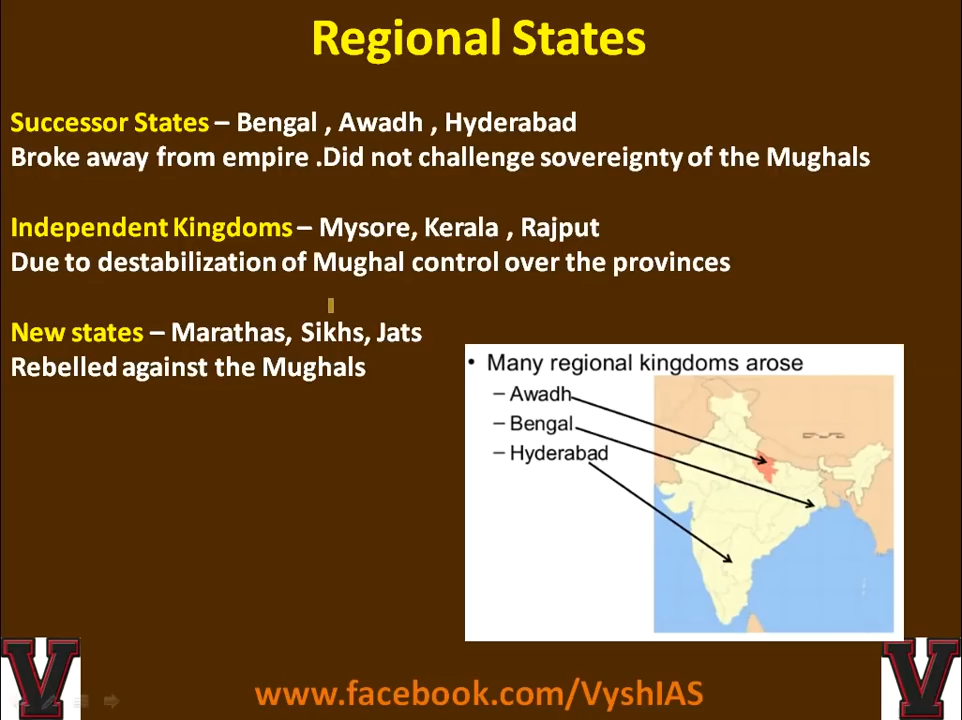 Regional States
Successor States – Bengal , Awadh , Hyderabad
Broke away from empire .Did not challenge sovereignty of the Mughals
Independent Kingdoms – Mysore, Kerala , Rajput
Due to destabilization of Mughal control over the provinces
New states – Marathas, Sikhs, Jats
Rebelled against the Mughals
• Many regional kingdoms arose
– Awadh
– Bengal
– Hyderabad
V
V
www.facebook.com/VyshIAS